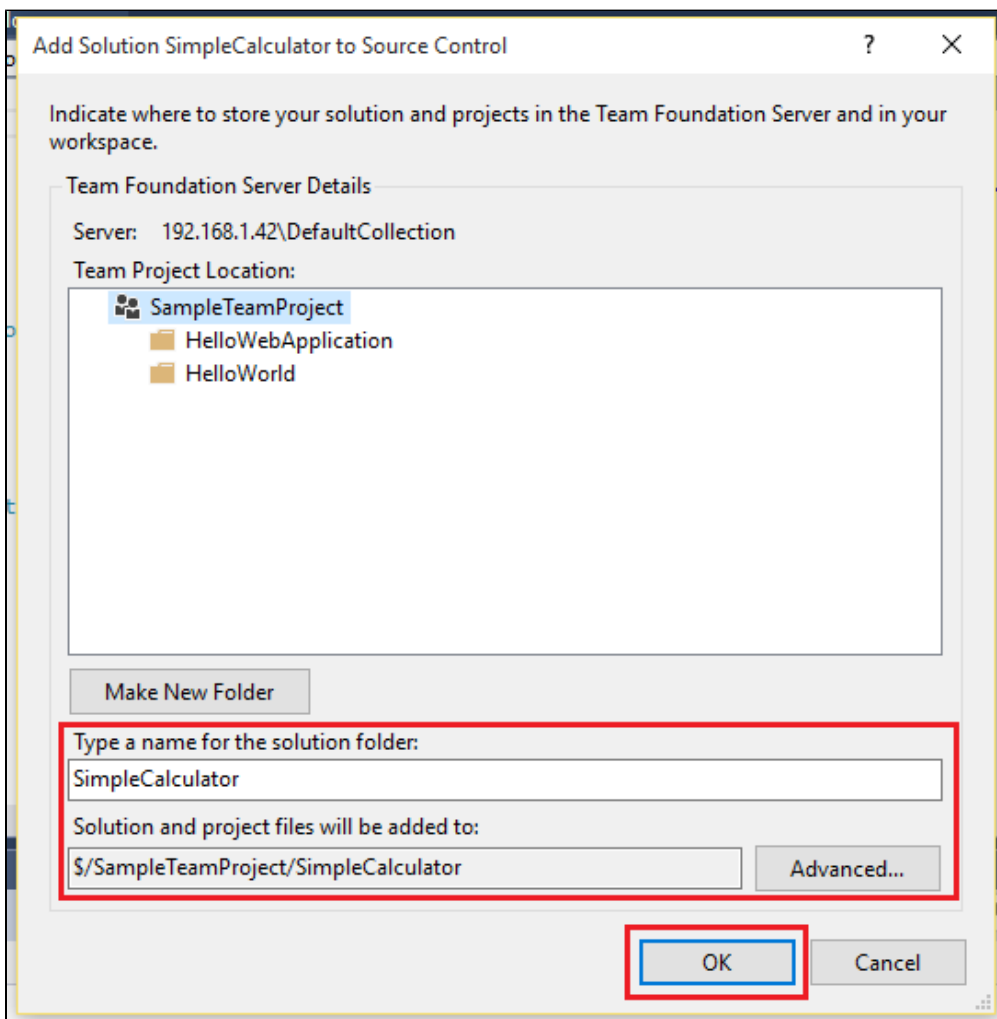 Add Solution SimpleCalculator to Source Control
?
Indicate where to store your solution and projects in the Team Foundation Server and in your
workspace.
Team Foundation Server Details
Server: 192.168.1.42\DefaultCollection
Team Project Location:
SampleTeamProject
HelloWebApplication
HelloWorld
Make New Folder
Type a name for the solution folder:
SimpleCalculator
Solution and project files will be added to:
$/SampleTeamProject/SimpleCalculator
Advanced...
OK
Cancel